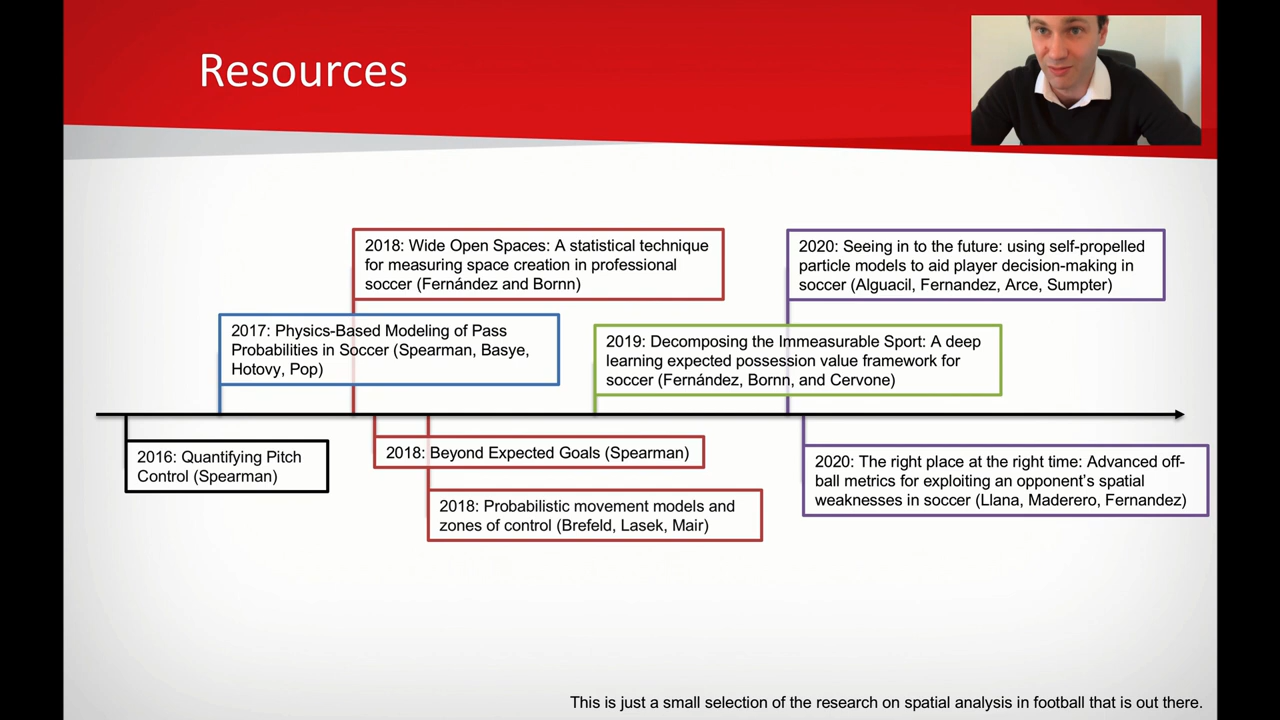 Resources
2018: Wide Open Spaces: A statistical technique
for measuring space creation in professional
soccer (Fernández and Bornn)
2020: Seeing in to the future: using self-propelled
particle models to aid player decision-making in
soccer (Alguacil, Fernandez, Arce, Sumpter)
2017: Physics-Based Modeling of Pass
Probabilities in Soccer (Spearman, Basye,
Hotovy, Pop)
2019: Decomposing the Immeasurable Sport: A deep
learning expected possession value framework for
soccer (Fernández, Bornn, and Cervone)
2016: Quantifying Pitch
Control (Spearman)
2018: Beyond Expected Goals (Spearman)
2018: Probabilistic movement models and
zones of control (Brefeld, Lasek, Mair)
2020: The right place at the right time: Advanced off-
ball metrics for exploiting an opponent's spatial
weaknesses in soccer (Llana, Maderero, Fernandez)
This is just a small selection of the research on spatial analysis in football that is out there.